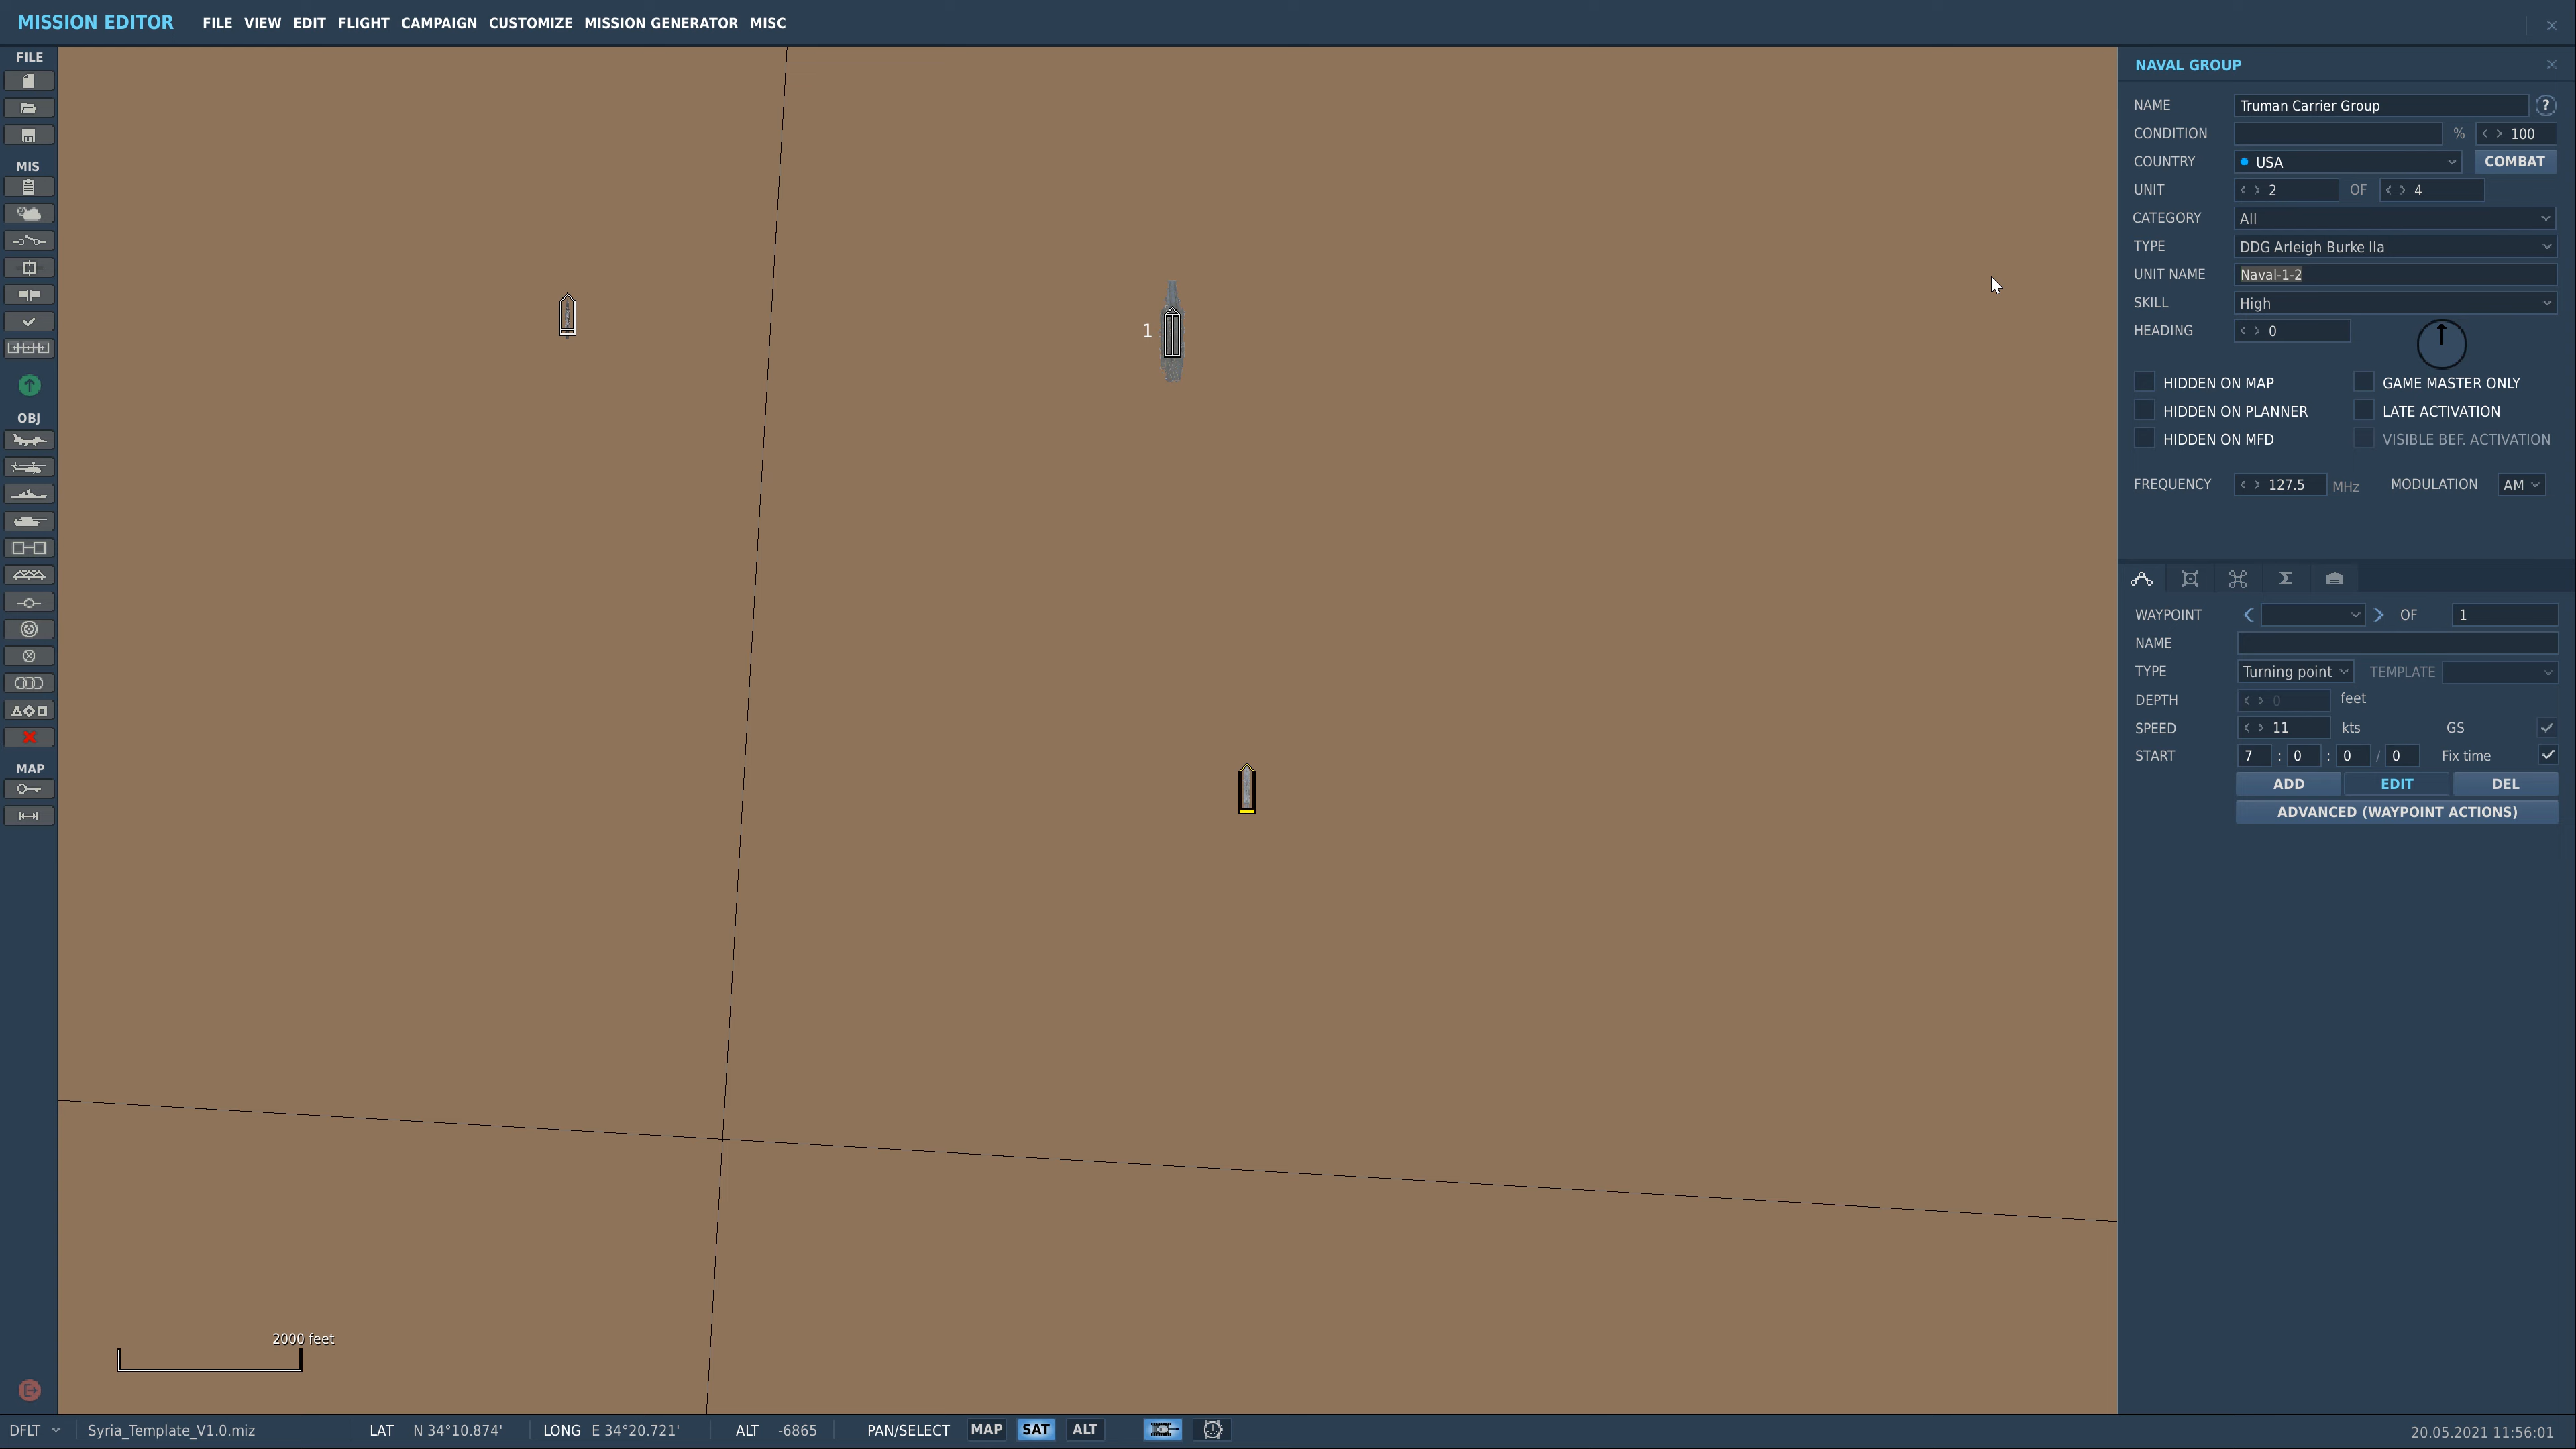 MISSION EDITOR FILE VIEW EDIT FLIGHT CAMPAIGN CUSTOMIZE MISSION GENERATOR MISC
FILE
MIS
OBJ
MAP
1
2000 feet
NAVAL GROUP
NAME Truman Carrier Group ?
CONDITION % < > 100
COUNTRY USA COMBAT
UNIT < > 2 OF < > 4
CATEGORY All
TYPE DDG Arleigh Burke IIa
UNIT NAME Naval-1-2
SKILL High
HEADING < > 0
HIDDEN ON MAP GAME MASTER ONLY
HIDDEN ON PLANNER LATE ACTIVATION
HIDDEN ON MFD VISIBLE BEF. ACTIVATION
FREQUENCY < > 127.5 MHz MODULATION AM
WAYPOINT < > OF 1
NAME
TYPE Turning point TEMPLATE
DEPTH < > 0 feet
SPEED < > 11 kts GS
START 7 : 0 : 0 / 0 Fix time
ADD EDIT DEL
ADVANCED (WAYPOINT ACTIONS)
DFLT Syria_Template_V1.0.miz LAT N 34°10.874' LONG E 34°20.721' ALT -6865 PAN/SELECT MAP SAT ALT 20.05.2021 11:56:01